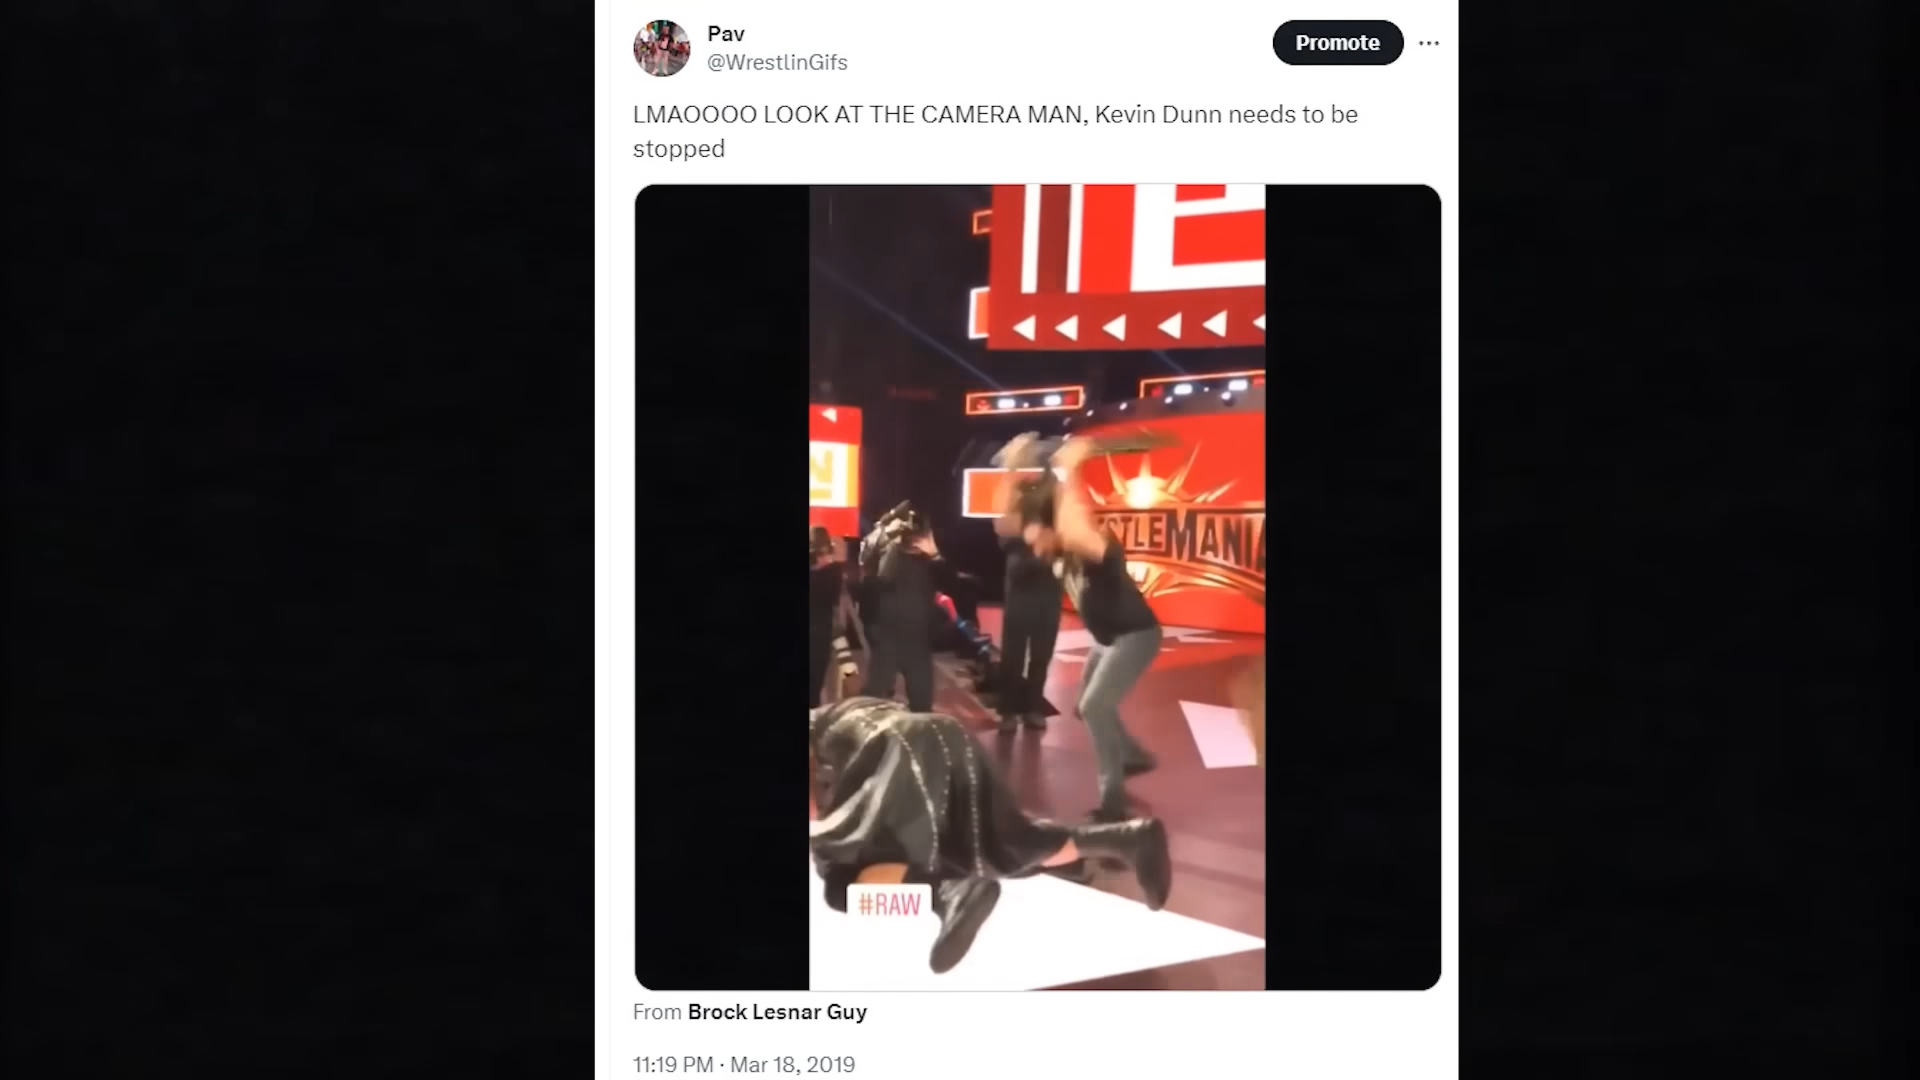 Pav
@WrestlinGifs
Promote
LMAOOOO LOOK AT THE CAMERA MAN, Kevin Dunn needs to be
stopped
STLEMANIA
#RAW
From Brock Lesnar Guy
11:19 PM · Mar 18, 2019